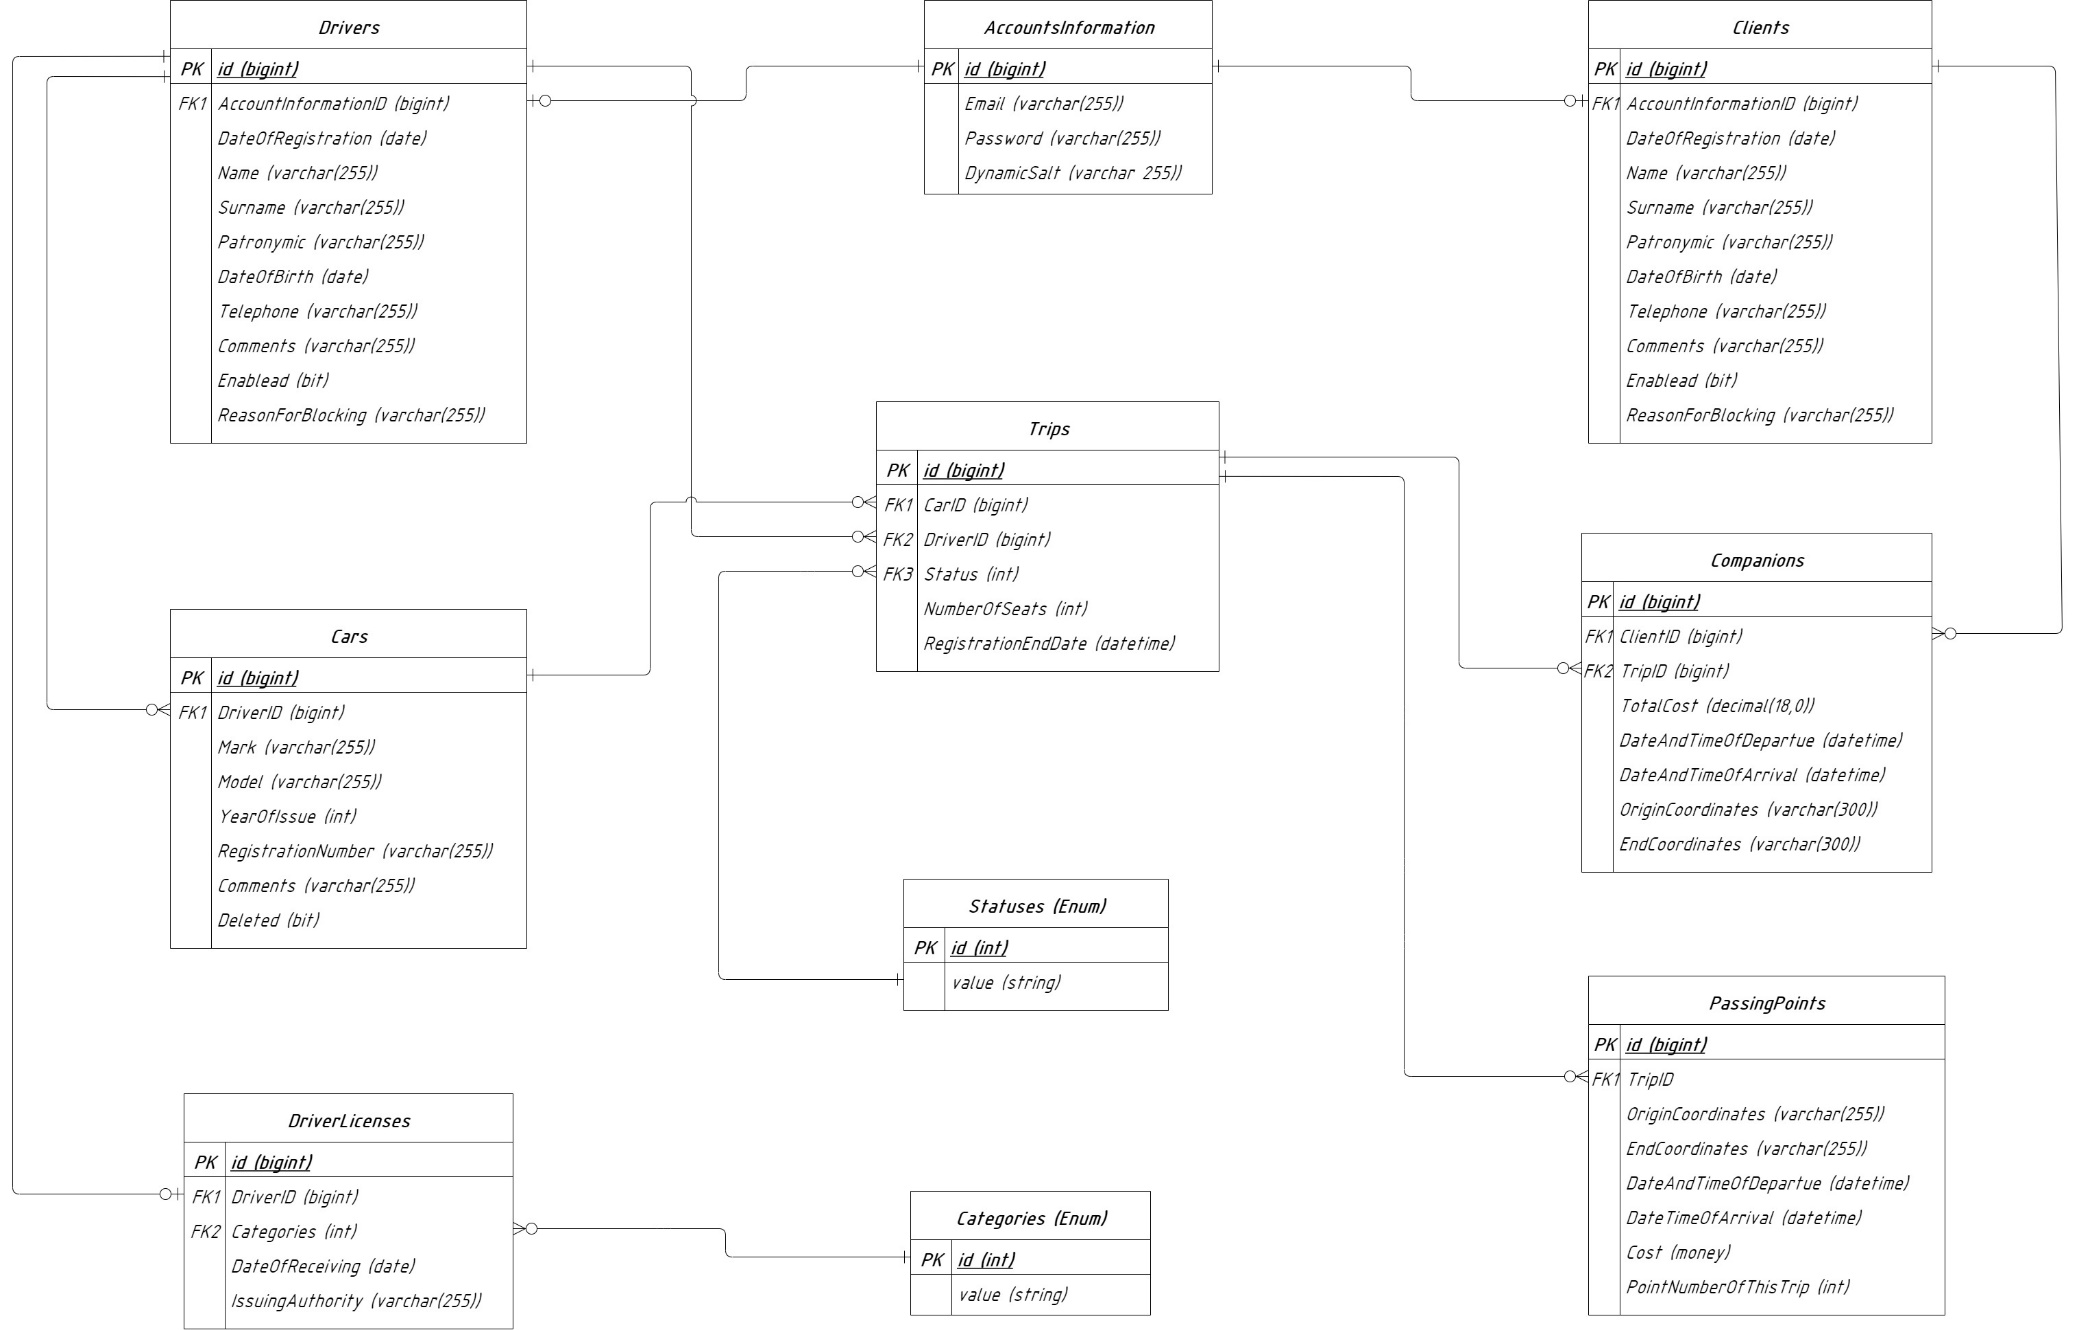 Drivers
PK id (bigint)
FK1 AccountInformationID (bigint)
DateOfRegistration (date)
Name (varchar(255))
Surname (varchar(255))
Patronymic (varchar(255))
DateOfBirth (date)
Telephone (varchar(255))
Comments (varchar(255))
Enablead (bit)
ReasonForBlocking (varchar(255))
AccountsInformation
PK id (bigint)
Email (varchar(255))
Password (varchar(255))
DynamicSalt (varchar 255))
Clients
PK id (bigint)
FK1 AccountInformationID (bigint)
DateOfRegistration (date)
Name (varchar(255))
Surname (varchar(255))
Patronymic (varchar(255))
DateOfBirth (date)
Telephone (varchar(255))
Comments (varchar(255))
Enablead (bit)
ReasonForBlocking (varchar(255))
Trips
PK id (bigint)
FK1 CarID (bigint)
FK2 DriverID (bigint)
FK3 Status (int)
NumberOfSeats (int)
RegistrationEndDate (datetime)
Companions
PK id (bigint)
FK1 ClientID (bigint)
FK2 TripID (bigint)
TotalCost (decimal(18,0))
DateAndTimeOfDepartue (datetime)
DateAndTimeOfArrival (datetime)
OriginCoordinates (varchar(300))
EndCoordinates (varchar(300))
Cars
PK id (bigint)
FK1 DriverID (bigint)
Mark (varchar(255))
Model (varchar(255))
YearOfIssue (int)
RegistrationNumber (varchar(255))
Comments (varchar(255))
Deleted (bit)
Statuses (Enum)
PK id (int)
value (string)
PassingPoints
PK id (bigint)
FK1 TripID
OriginCoordinates (varchar(255))
EndCoordinates (varchar(255))
DateAndTimeOfDepartue (datetime)
DateTimeOfArrival (datetime)
Cost (money)
PointNumberOfThisTrip (int)
DriverLicenses
PK id (bigint)
FK1 DriverID (bigint)
FK2 Categories (int)
DateOfReceiving (date)
IssuingAuthority (varchar(255))
Categories (Enum)
PK id (int)
value (string)